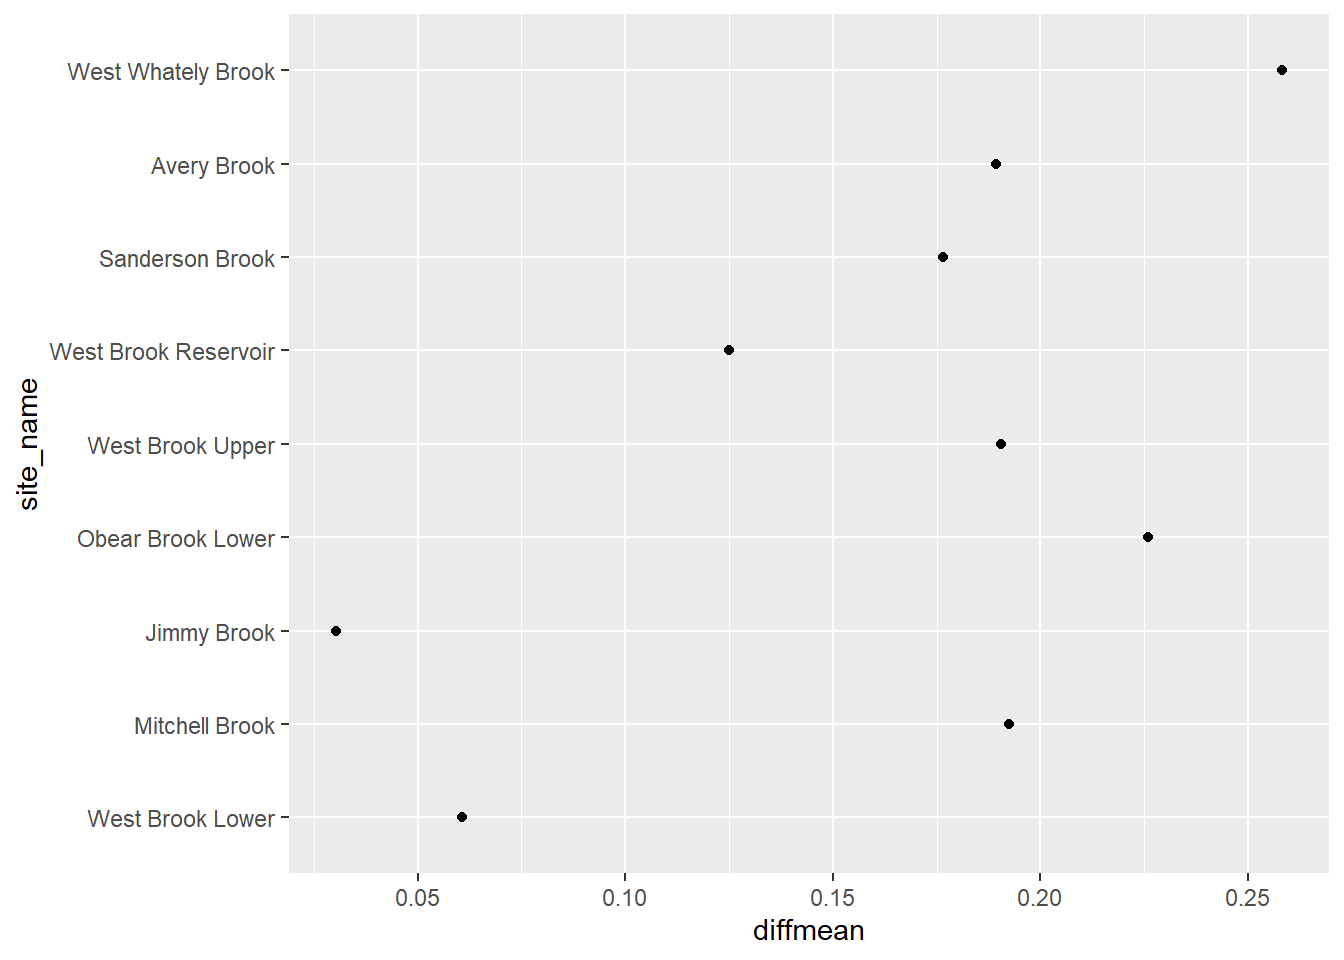 West Whately Brook
Avery Brook
Sanderson Brook
West Brook Reservoir
West Brook Upper
Obear Brook Lower
Jimmy Brook
Mitchell Brook
West Brook Lower
site_name
0.05 0.10 0.15 0.20 0.25
diffmean